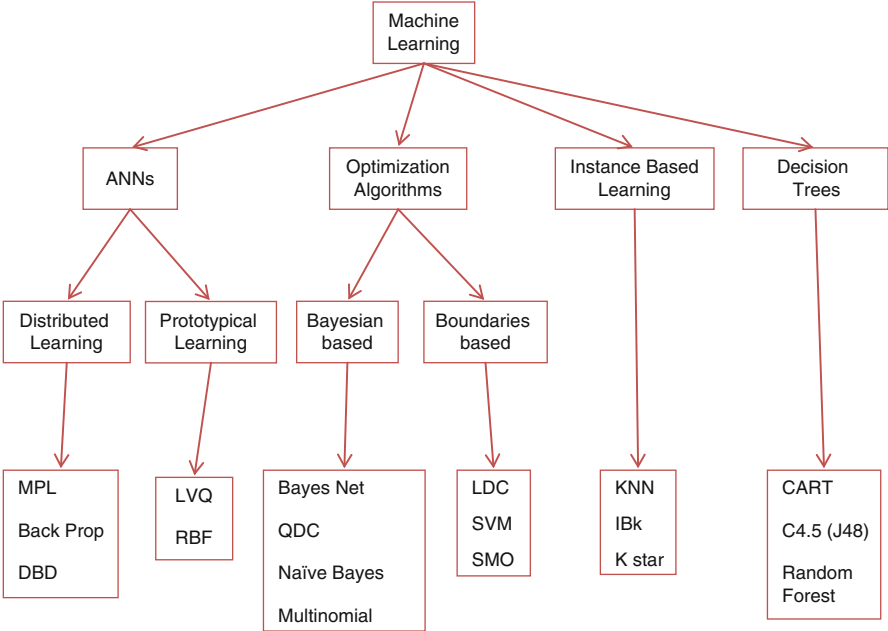 Machine
Learning
ANNs
Optimization
Algorithms
Instance Based
Learning
Decision
Trees
Distributed
Learning
Prototypical
Learning
Bayesian
based
Boundaries
based
MPL
Back Prop
DBD
LVQ
RBF
Bayes Net
QDC
Naïve Bayes
Multinomial
LDC
SVM
SMO
KNN
IBk
K star
CART
C4.5 (J48)
Random
Forest